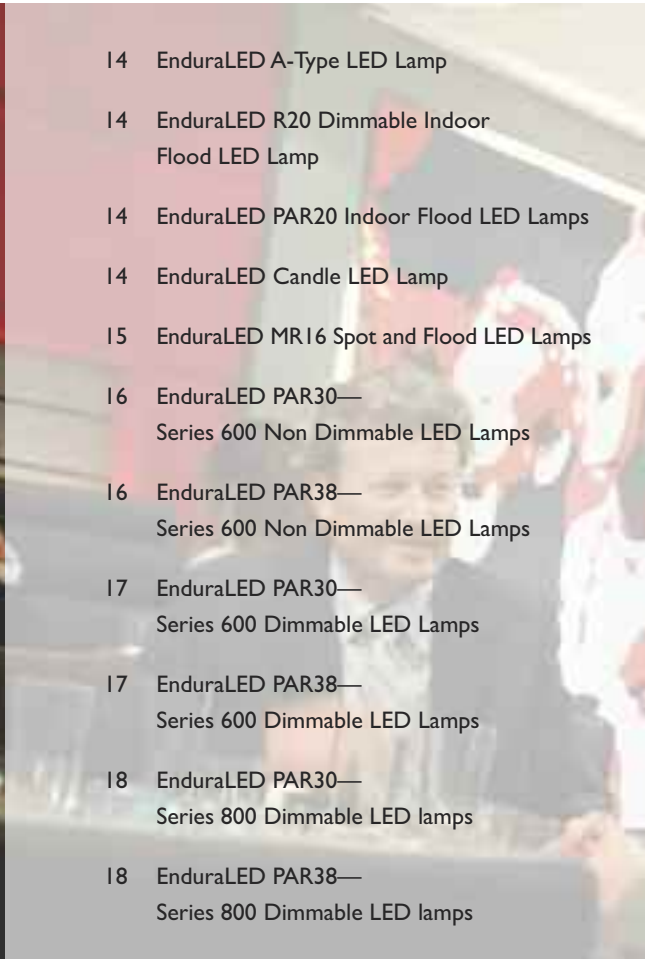 14 EnduraLED A-Type LED Lamp
14 EnduraLED R20 Dimmable Indoor
Flood LED Lamp
14 EnduraLED PAR20 Indoor Flood LED Lamps
14 EnduraLED Candle LED Lamp
15 EnduraLED MR16 Spot and Flood LED Lamps
16 EnduraLED PAR30—
Series 600 Non Dimmable LED Lamps
16 EnduraLED PAR38—
Series 600 Non Dimmable LED Lamps
17 EnduraLED PAR30—
Series 600 Dimmable LED Lamps
17 EnduraLED PAR38—
Series 600 Dimmable LED Lamps
18 EnduraLED PAR30—
Series 800 Dimmable LED lamps
18 EnduraLED PAR38—
Series 800 Dimmable LED lamps